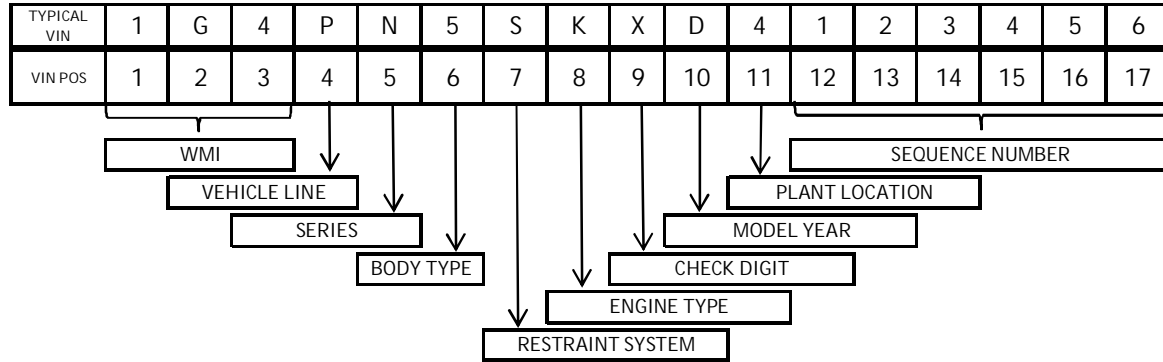 TYPICAL VIN 1 G 4 P N 5 S K X D 4 1 2 3 4 5 6
VIN POS 1 2 3 4 5 6 7 8 9 10 11 12 13 14 15 16 17
WMI SEQUENCE NUMBER
VEHICLE LINE PLANT LOCATION
SERIES MODEL YEAR
BODY TYPE CHECK DIGIT
ENGINE TYPE
RESTRAINT SYSTEM